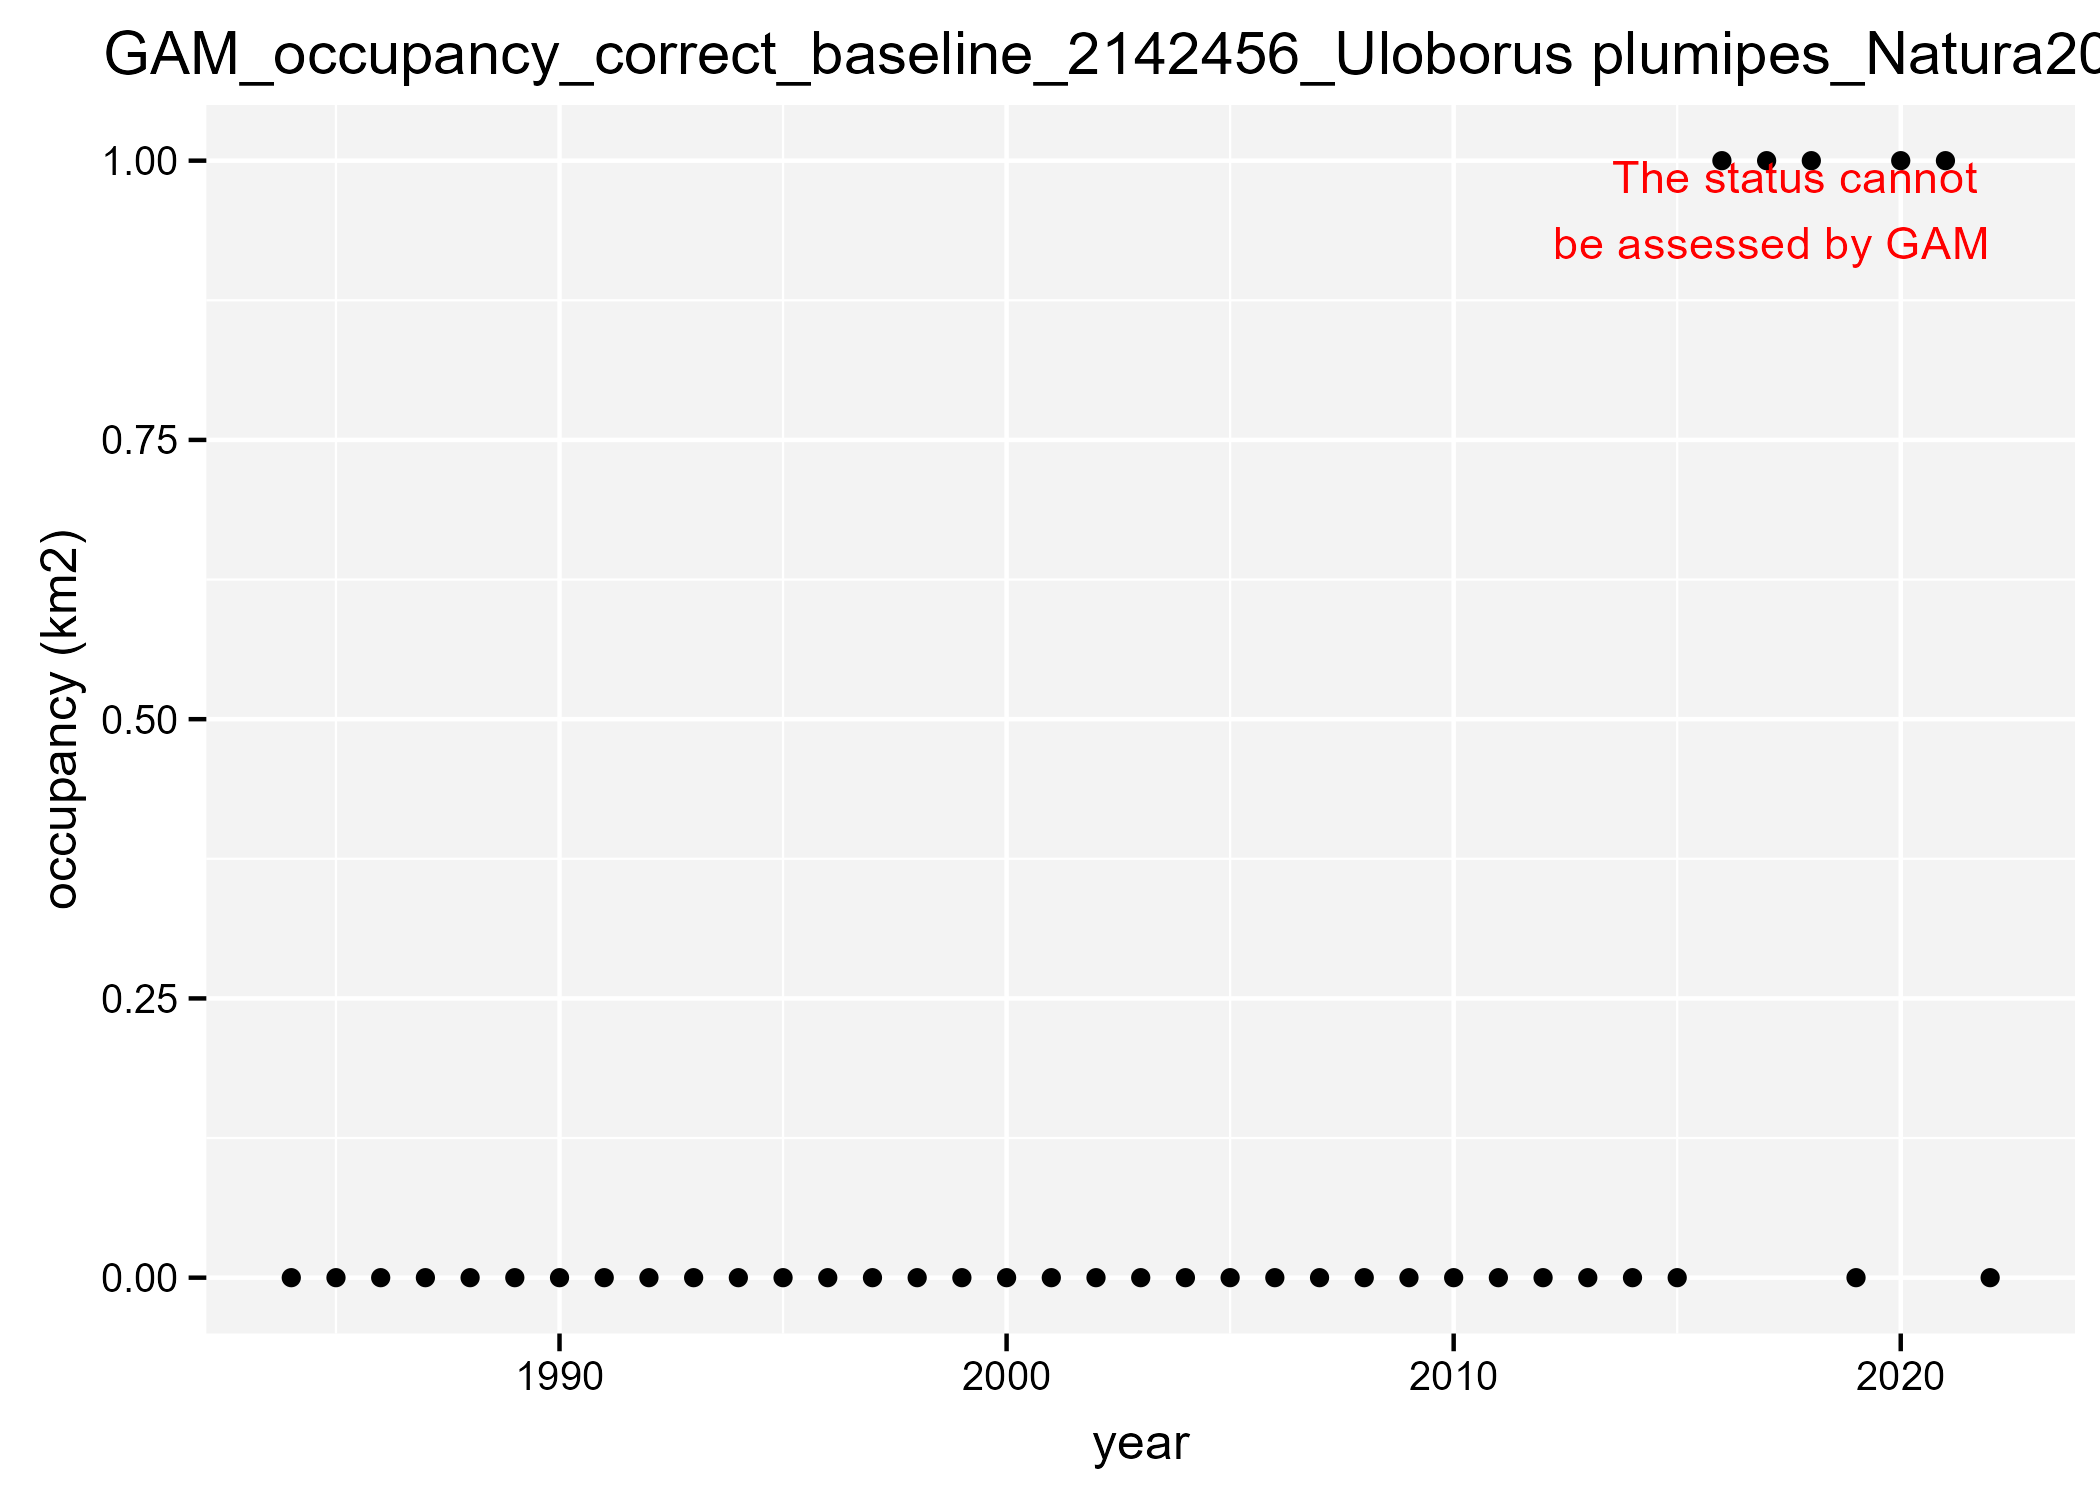 GAM_occupancy_correct_baseline_2142456_Uloborus plumipes_Natura20
1.00
The status cannot
be assessed by GAM
0.75
occupancy (km2)
0.50
0.25
0.00
1990 2000 2010 2020
year